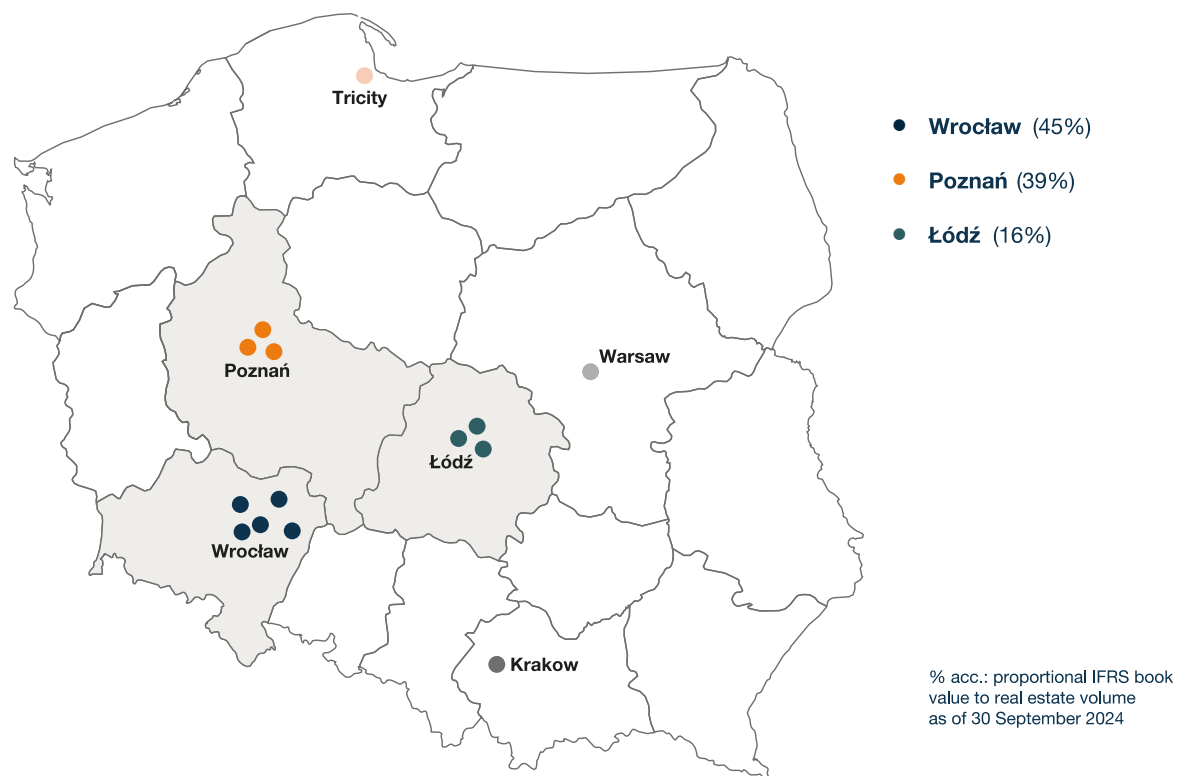 Tricity
Wrocław (45%)
Poznań (39%)
Łódź (16%)
Warsaw
Poznań
Łódź
Wrocław
Krakow
% acc.: proportional IFRS book
value to real estate volume
as of 30 September 2024